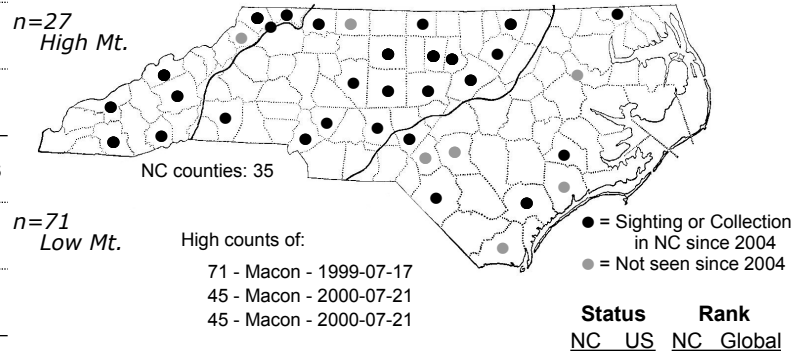 n=27
High Mt.
NC counties: 35
n=71
Low Mt.
High counts of:
71 - Macon - 1999-07-17
45 - Macon - 2000-07-21
45 - Macon - 2000-07-21
= Sighting or Collection
in NC since 2004
= Not seen since 2004
Status Rank
NC US NC Global